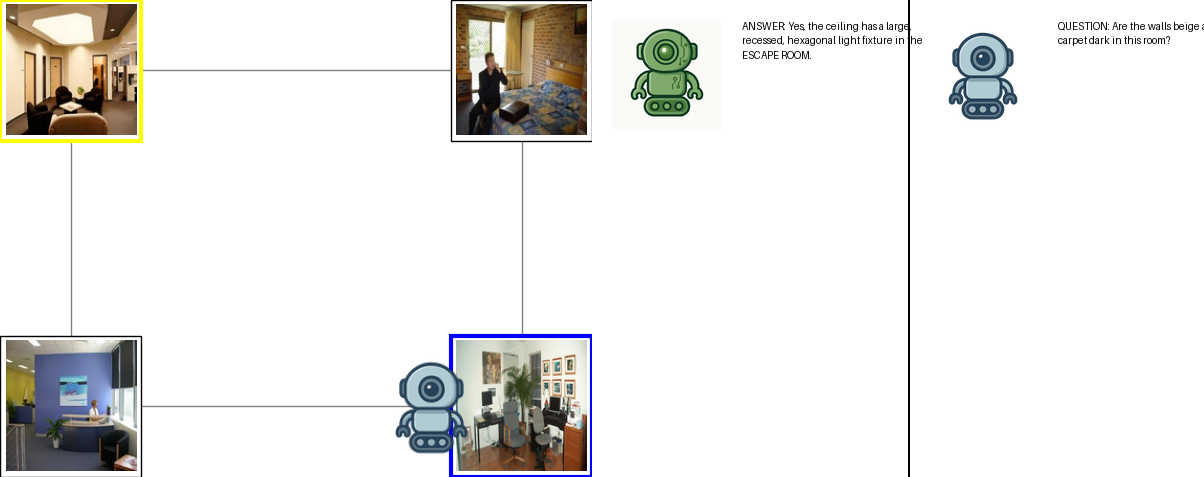 ANSWER: Yes, the ceiling has a large,
recessed, hexagonal light fixture in the
ESCAPE ROOM.
QUESTION: Are the walls beige a
carpet dark in this room?